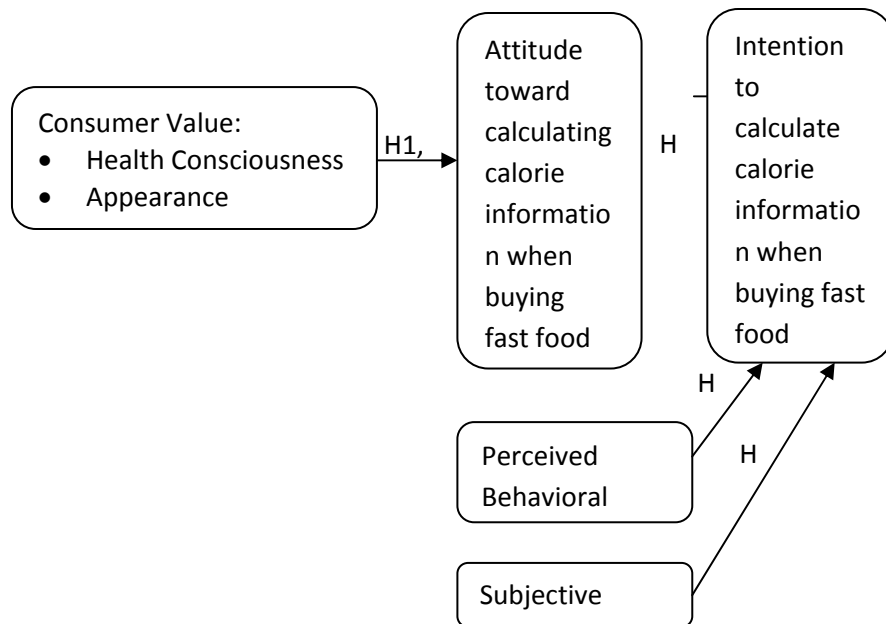 Consumer Value:
• Health Consciousness
• Appearance
H1,
Attitude
toward
calculating
calorie
informatio
n when
buying
fast food
H
Intention
to
calculate
calorie
informatio
n when
buying fast
food
H
Perceived
Behavioral
H
Subjective